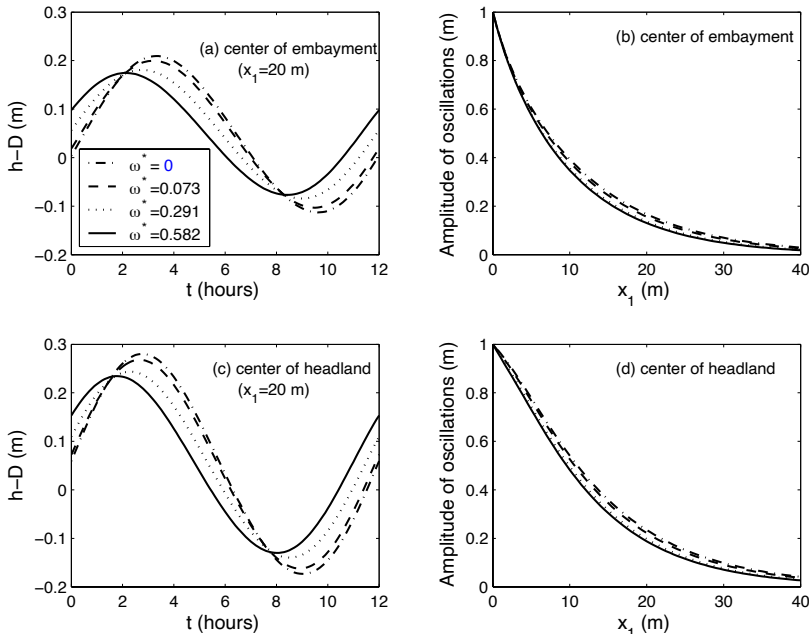 0.3
0.2
0.1
0
−0.1
−0.2
h−D (m)
(a) center of embayment
(x1=20 m)
ω*= 0
ω*=0.073
ω*=0.291
ω*=0.582
0 2 4 6 8 10 12
t (hours)
1
0.8
0.6
0.4
0.2
0
Amplitude of oscillations (m)
(b) center of embayment
0 10 20 30 40
x1 (m)
0.3
0.2
0.1
0
−0.1
−0.2
h−D (m)
(c) center of headland
(x1=20 m)
0 2 4 6 8 10 12
t (hours)
1
0.8
0.6
0.4
0.2
0
Amplitude of oscillations (m)
(d) center of headland
0 10 20 30 40
x1 (m)